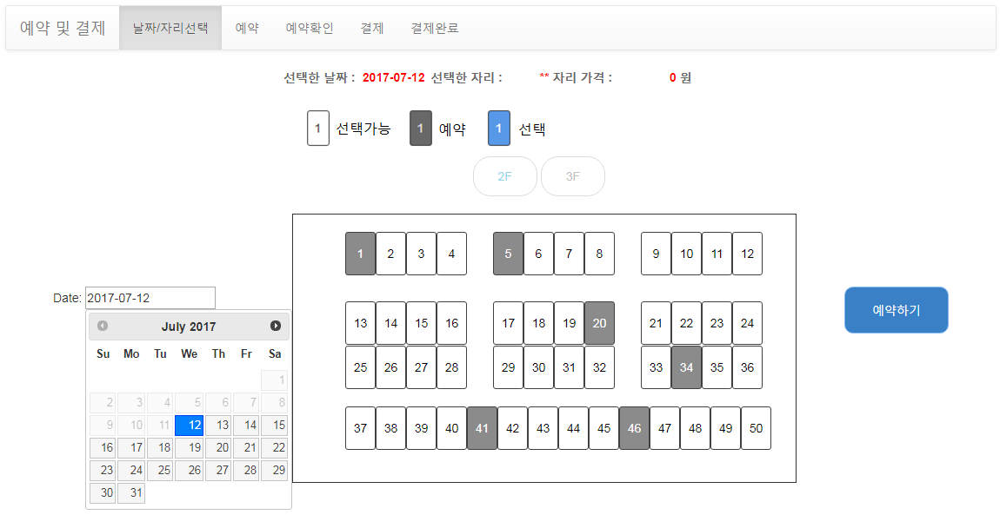 예약 및 결제 날짜/자리선택 예약 예약확인 결제 결제완료
선택한 날짜 : 2017-07-12 선택한 자리 : ** 자리 가격 : 0 원
1 선택가능 1 예약 1 선택
2F 3F
Date: 2017-07-12
July 2017
Su Mo Tu We Th Fr Sa
1
2 3 4 5 6 7 8
9 10 11 12 13 14 15
16 17 18 19 20 21 22
23 24 25 26 27 28 29
30 31
1 2 3 4 5 6 7 8 9 10 11 12
13 14 15 16 17 18 19 20 21 22 23 24
25 26 27 28 29 30 31 32 33 34 35 36
37 38 39 40 41 42 43 44 45 46 47 48 49 50
예약하기